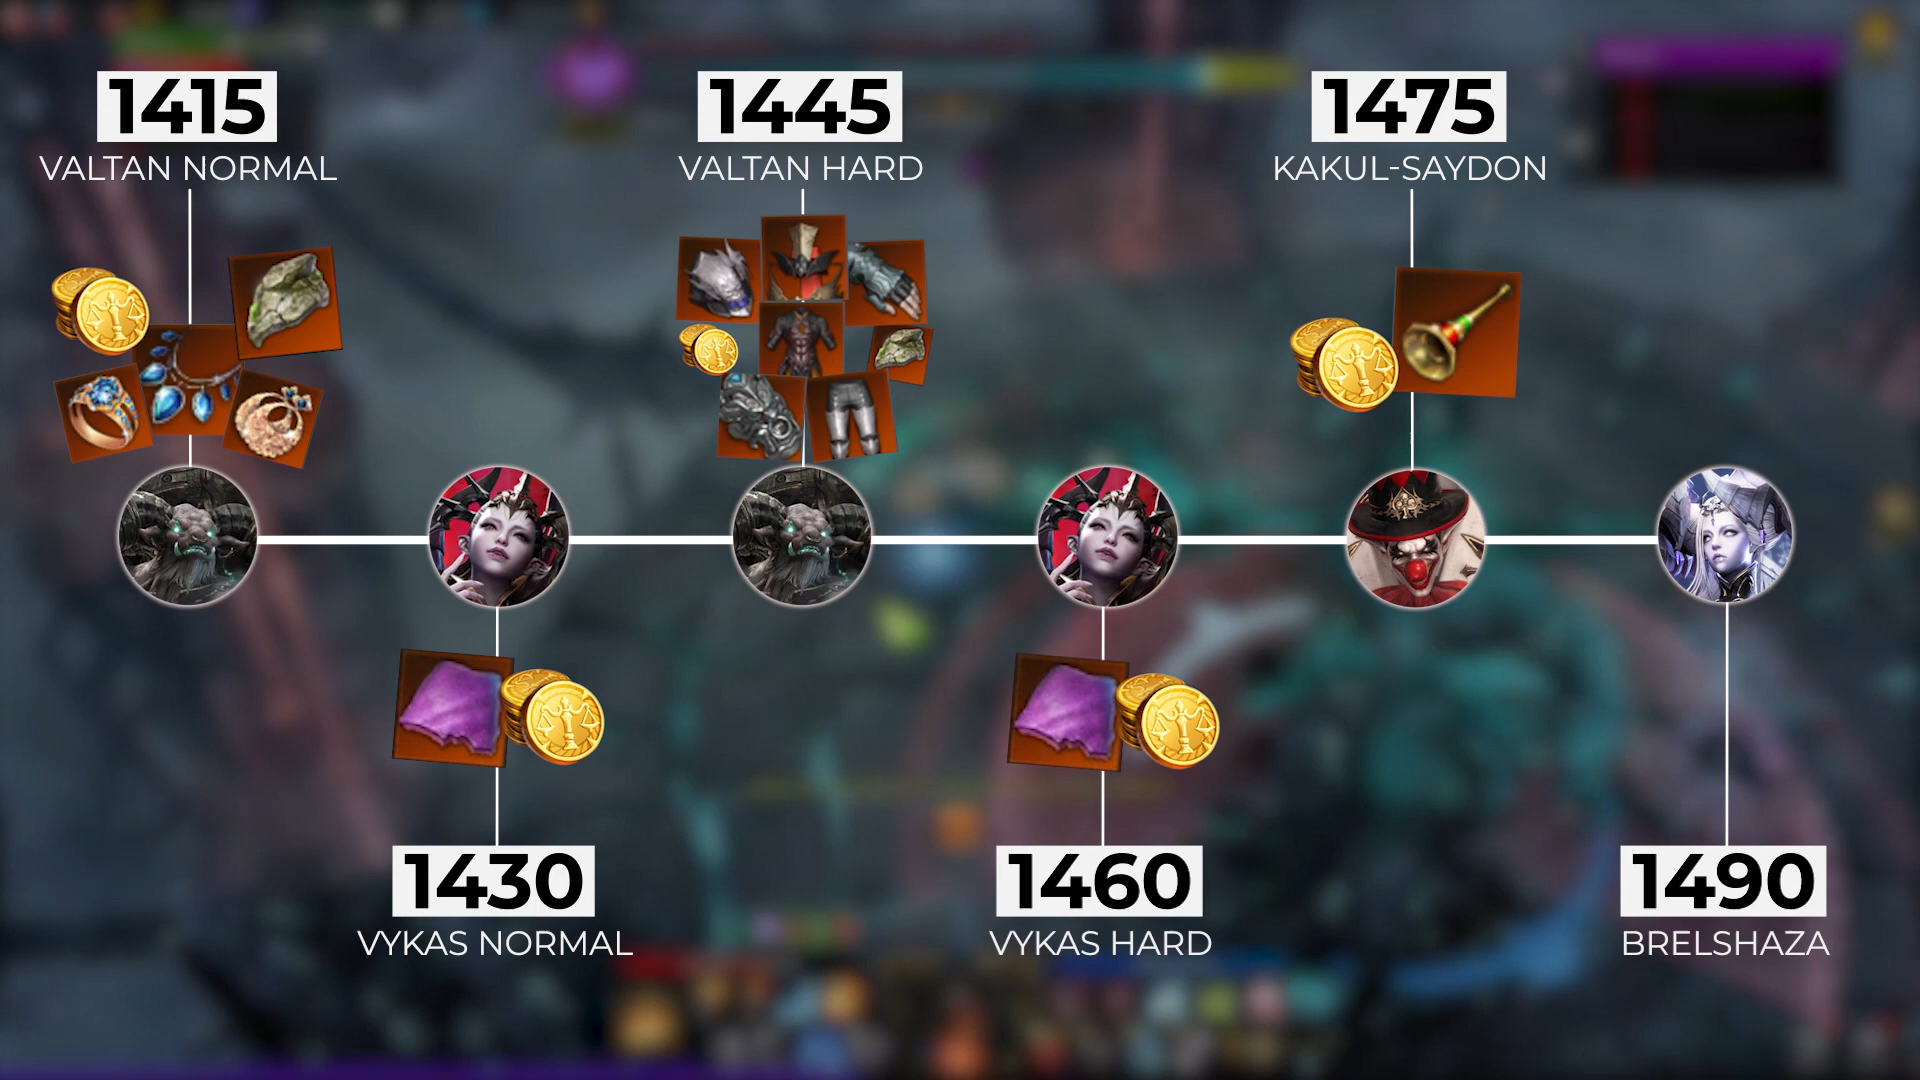 1415
VALTAN NORMAL
1445
VALTAN HARD
1475
KAKUL-SAYDON
1430
VYKAS NORMAL
1460
VYKAS HARD
1490
BRELSHAZA